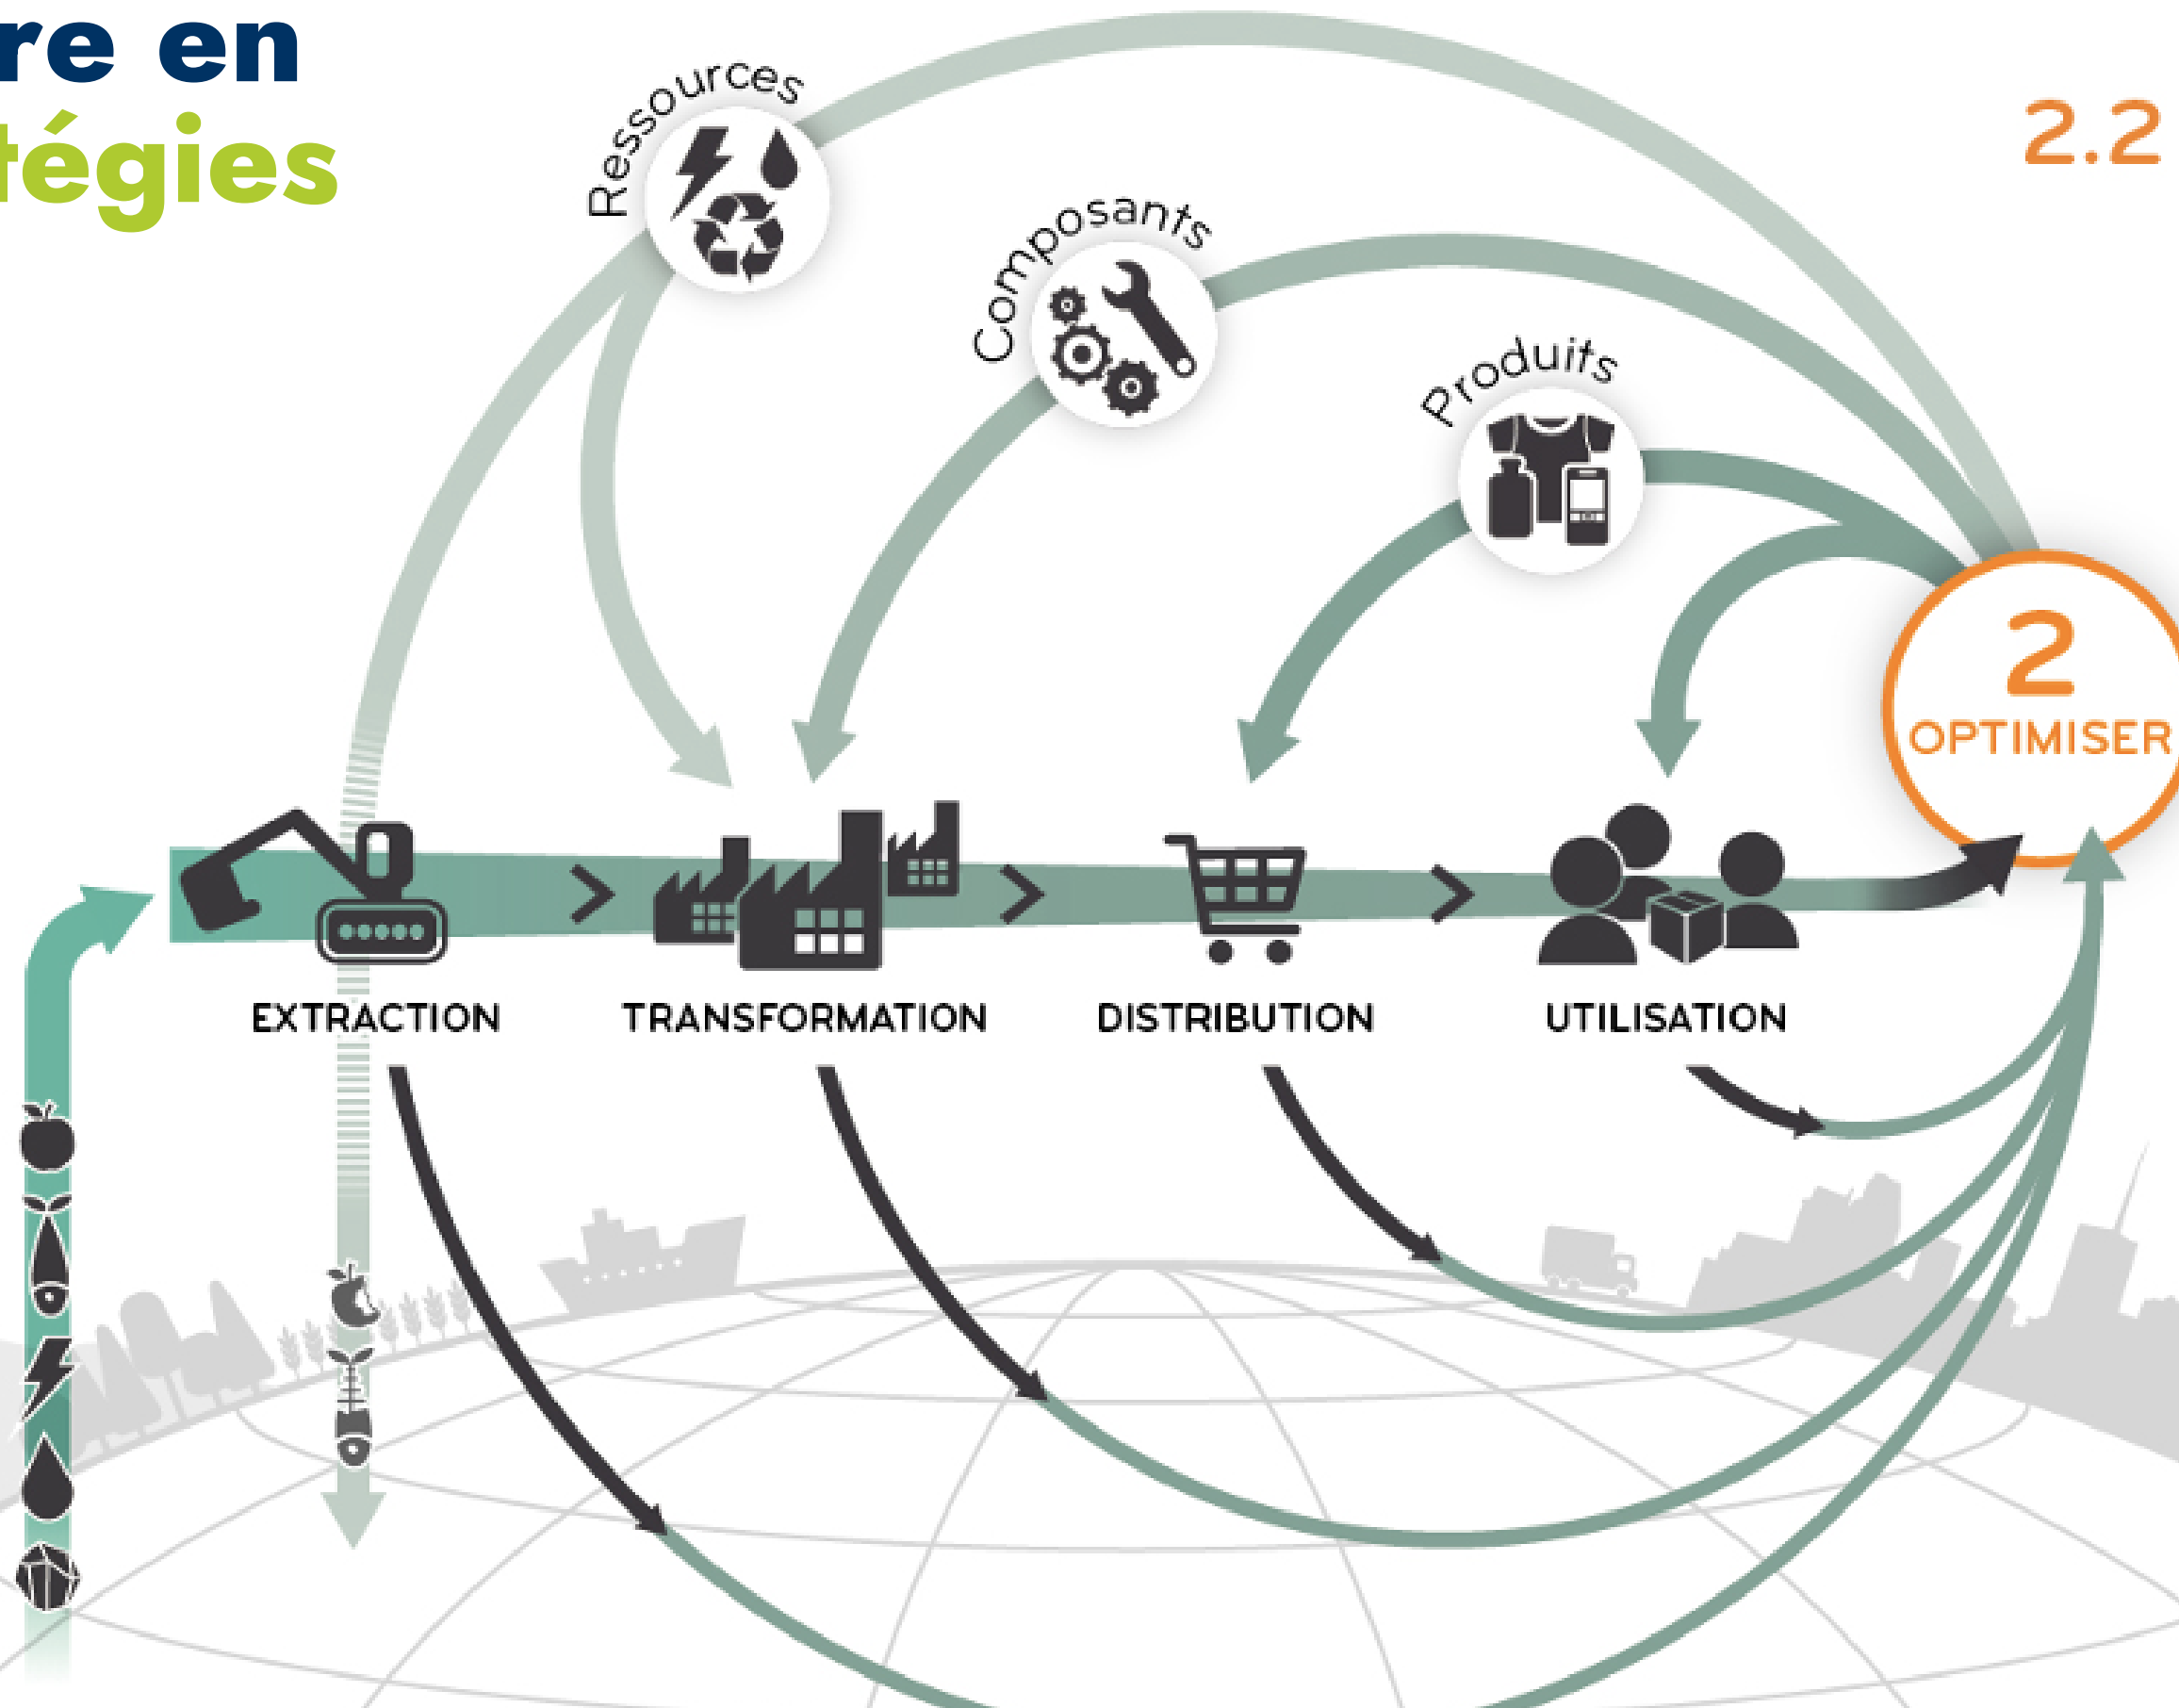 re en
tégies
2.2
Ressources
Composants
Produits
2
OPTIMISER
EXTRACTION
TRANSFORMATION
DISTRIBUTION
UTILISATION